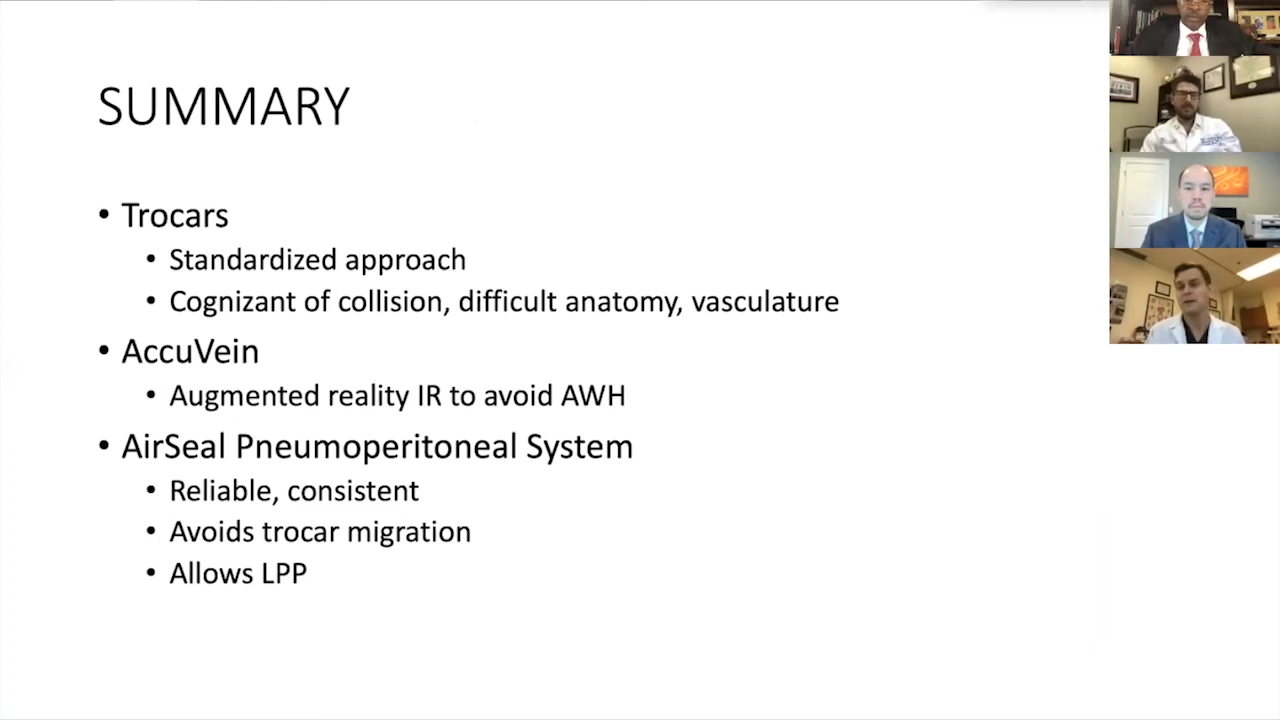 SUMMARY
• Trocars
• Standardized approach
• Cognizant of collision, difficult anatomy, vasculature
• AccuVein
• Augmented reality IR to avoid AWH
• AirSeal Pneumoperitoneal System
• Reliable, consistent
• Avoids trocar migration
• Allows LPP